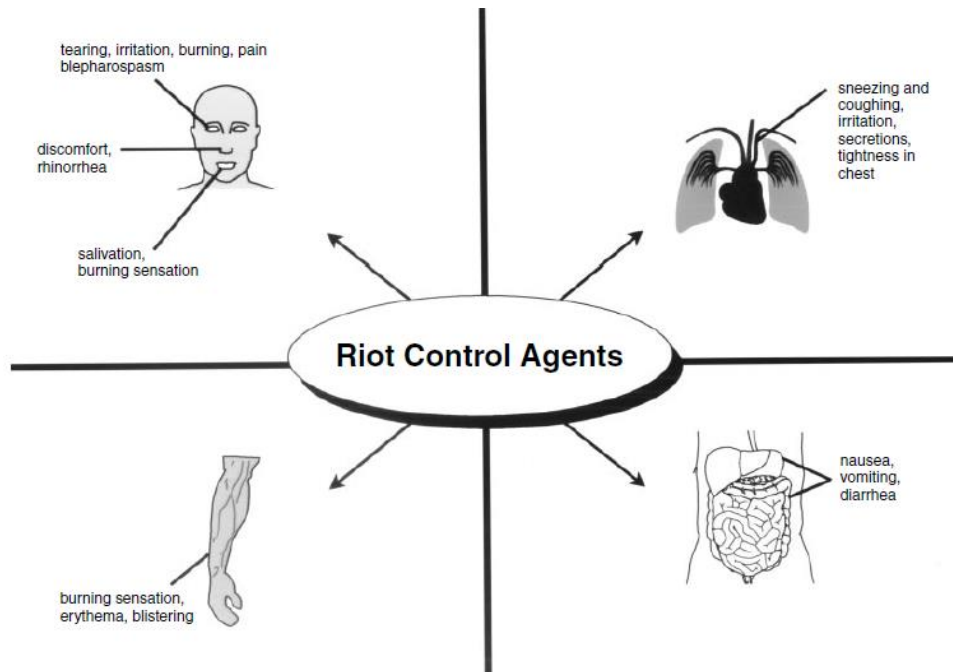 tearing, irritation, burning, pain
blepharospasm
discomfort,
rhinorrhea
salivation,
burning sensation
sneezing and
coughing,
irritation,
secretions,
tightness in
chest
Riot Control Agents
burning sensation,
erythema, blistering
nausea,
vomiting,
diarrhea